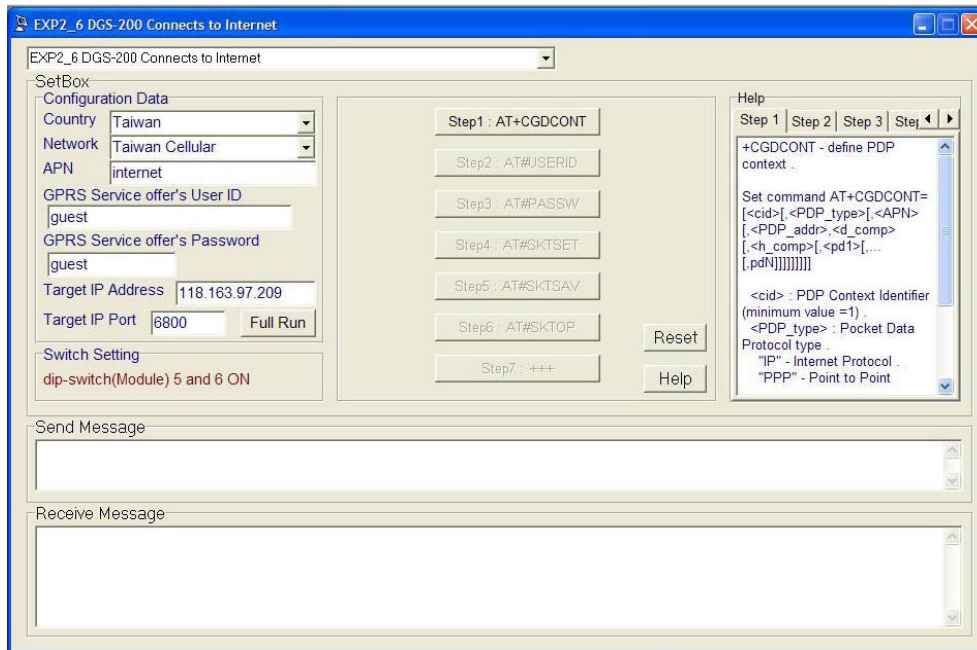 EXP2_6 DGS-200 Connects to Internet
EXP2_6 DGS-200 Connects to Internet
SetBox
Configuration Data
Country Taiwan
Network Taiwan Cellular
APN internet
GPRS Service offer's User ID
guest
GPRS Service offer's Password
guest
Target IP Address 118.163.97.209
Target IP Port 6800 Full Run
Switch Setting
dip-switch(Module) 5 and 6 ON
Step1 : AT+CGDCONT
Step2 : AT#USERID
Step3 : AT#PASSW
Step4 : AT#SKTSET
Step5 : AT#SKTSAV
Step6 : AT#SKTOP
Step7 : +++
Reset
Help
Help
Step 1 Step 2 Step 3 Step
+CGDCONT - define PDP
context .
Set command AT+CGDCONT=
[<cid>[,<PDP_type>[,<APN>
[,<PDP_addr>,<d_comp>
[,<h_comp>[,<pd1>[,...
[,pdN]]]]]]]]]
<cid> : PDP Context Identifier
(minimum value =1) .
<PDP_type> : Pocket Data
Protocol type .
"IP" - Internet Protocol .
"PPP" - Point to Point
Send Message
Receive Message